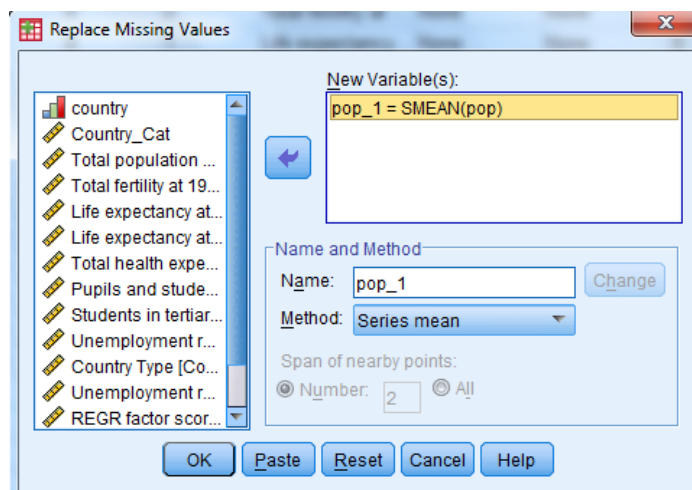 Replace Missing Values
New Variable(s):
country
Country_Cat
Total population ...
Total fertility at 19...
Life expectancy at...
Life expectancy at...
Total health expe...
Pupils and stude...
Students in tertiar...
Unemployment r...
Country Type [Co...
Unemployment r...
REGR factor scor...
pop_1 = SMEAN(pop)
Name and Method
Name: pop_1 Change
Method: Series mean
Span of nearby points:
Number: 2 All
OK Paste Reset Cancel Help